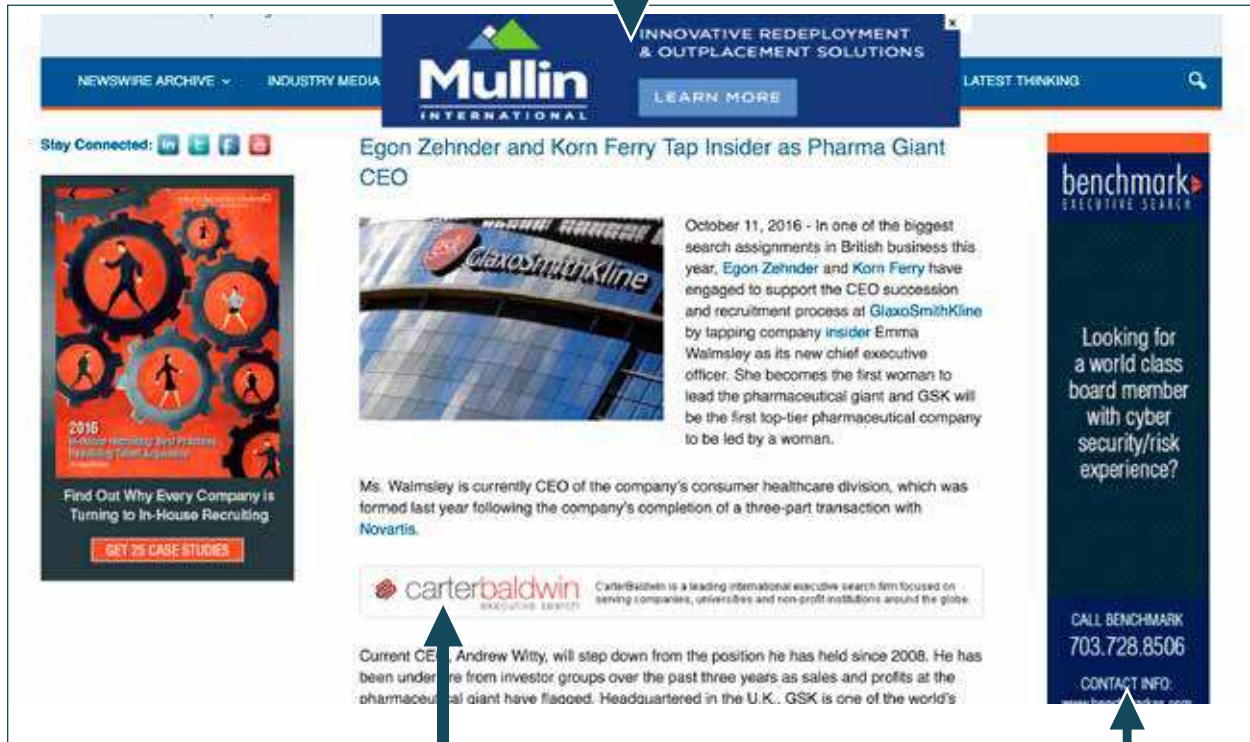 INNOVATIVE REDEPLOYMENT
& OUTPLACEMENT SOLUTIONS
Mullin
INTERNATIONAL
LEARN MORE
x
NEWSWIRE ARCHIVE
INDUSTRY MEDIA
LATEST THINKING
Stay Connected:
2016
In-House Recruiting: Best Practices
Find Out Why Every Company is
Turning to In-House Recruiting
GET 25 CASE STUDIES
Egon Zehnder and Korn Ferry Tap Insider as Pharma Giant
CEO
gsk
GlaxoSmithKline
October 11, 2016 - In one of the biggest
search assignments in British business this
year, Egon Zehnder and Korn Ferry have
engaged to support the CEO succession
and recruitment process at GlaxoSmithKline
by tapping company insider Emma
Walmsley as its new chief executive
officer. She becomes the first woman to
lead the pharmaceutical giant and GSK will
be the first top-tier pharmaceutical company
to be led by a woman.
Ms. Walmsley is currently CEO of the company's consumer healthcare division, which was
formed last year following the company's completion of a three-part transaction with
Novartis.
carterbaldwin
executive search
CarterBaldwin is a leading international executive search firm focused on
serving companies, universities and non-profit institutions around the globe.
Current Andrew Witty, will step down from the position he has held since 2008. He has
been from investor groups over the past three years as sales and profits at the
giant have flagged. Headquartered in the U.K., GSK is one of the world's
benchmark
EXECUTIVE SEARCH
Looking for
a world class
board member
with cyber
security/risk
experience?
CALL BENCHMARK
703.728.8506
CONTACT INFO: